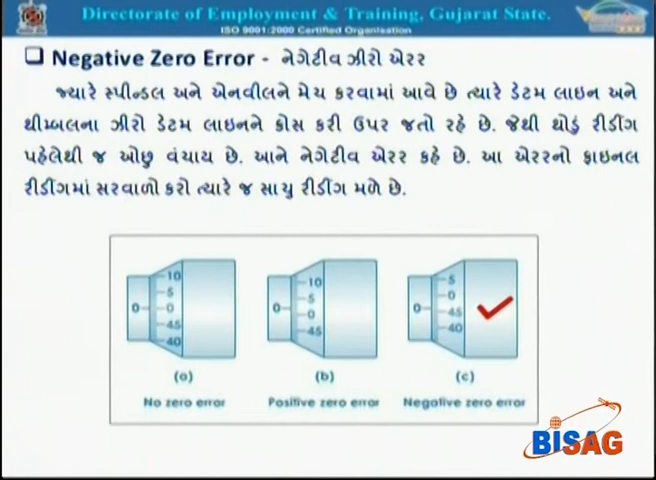 Directorate of Employment & Training, Gujarat State.
ISO 9001:2000 Certified Organisation
Negative Zero Error - નેગેટીવ ઝીરો એરર
જ્યારે સ્પીન્ડલ અને એનવીલને મેચ કરવામાં આવે છે ત્યારે ડેટમ લાઇન અને
થીમ્બલના ઝીરો ડેટમ લાઇનને ક્રોસ કરી ઉપર જતો રહે છે. જેથી થોડું રીડીંગ
પહેલેથી જ ઓછુ વંચાય છે. આને નેગેટીવ એરર કહે છે. આ એરરનો ફાઇનલ
રીડીંગમાં સરવાળો કરો ત્યારે જ સાચુ રીડીંગ મળે છે.
0 10 5 0 45 40
0 10 5 0 45
0 5 0 45 40
(a) (b) (c)
No zero error Positive zero error Negative zero error
BISAG